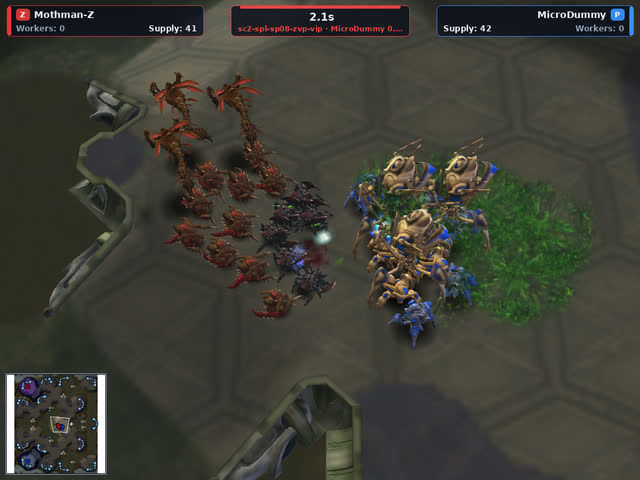 Z Mothman-Z
Workers: 0 Supply: 41
2.1s
sc2-spi-sp08-zvp-vip · MicroDummy 0....
MicroDummy P
Supply: 42 Workers: 0